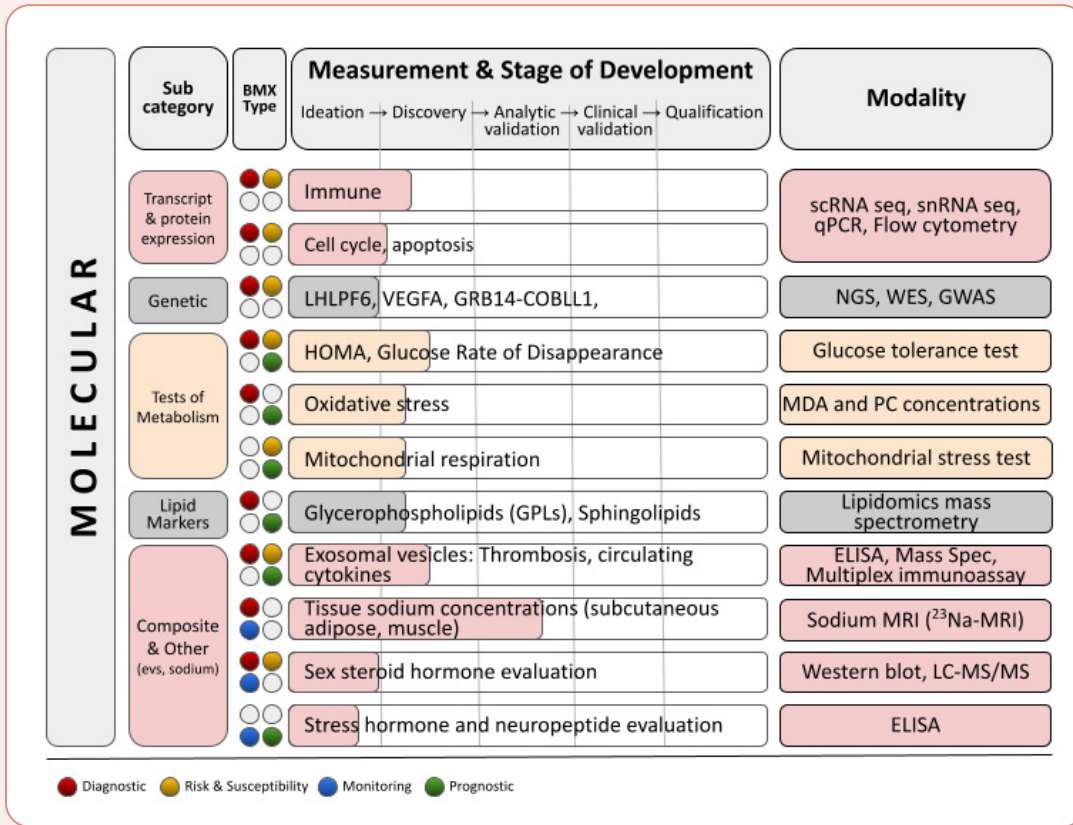 MOLECULAR
Sub
category
BMX
Type
Measurement & Stage of Development
Ideation → Discovery → Analytic → Clinical → Qualification
validation validation
Modality
Transcript
& protein
expression
Immune
Cell cycle, apoptosis
scRNA seq, snRNA seq,
qPCR, Flow cytometry
Genetic
LHLPF6, VEGFA, GRB14-COBLL1,
NGS, WES, GWAS
Tests of
Metabolism
HOMA, Glucose Rate of Disappearance
Glucose tolerance test
Oxidative stress
MDA and PC concentrations
Mitochondrial respiration
Mitochondrial stress test
Lipid
Markers
Glycerophospholipids (GPLs), Sphingolipids
Lipidomics mass
spectrometry
Composite
& Other
(evs, sodium)
Exosomal vesicles: Thrombosis, circulating
cytokines
ELISA, Mass Spec,
Multiplex immunoassay
Tissue sodium concentrations (subcutaneous
adipose, muscle)
Sodium MRI (²³Na-MRI)
Sex steroid hormone evaluation
Western blot, LC-MS/MS
Stress hormone and neuropeptide evaluation
ELISA
Diagnostic Risk & Susceptibility Monitoring Prognostic